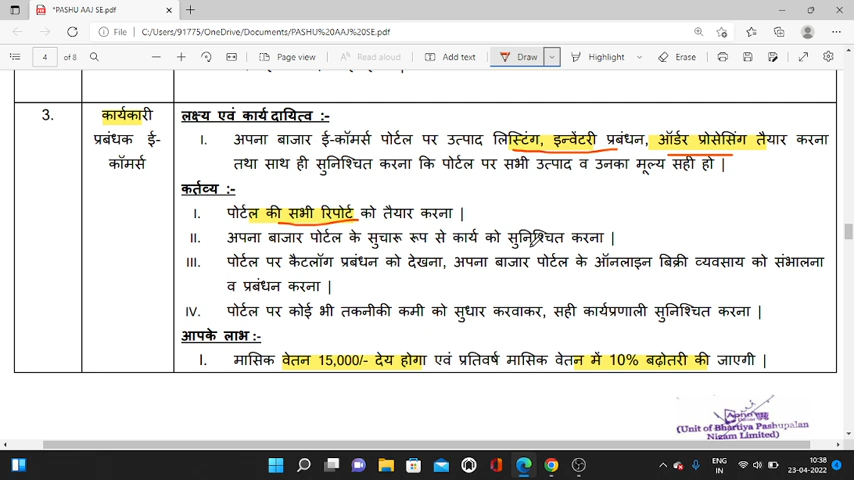 *PASHU AAJ SE.pdf
File C:/Users/91775/OneDrive/Documents/PASHU%20AAJ%20SE.pdf
4 of 8 Page view Read aloud Add text Draw Highlight Erase
3. कार्यकारी प्रबंधक ई-कॉमर्स
लक्ष्य एवं कार्य दायित्व :-
I. अपना बाजार ई-कॉमर्स पोर्टल पर उत्पाद लिस्टिंग, इन्वेंटरी प्रबंधन, ऑर्डर प्रोसेसिंग तैयार करना
तथा साथ ही सुनिश्चित करना कि पोर्टल पर सभी उत्पाद व उनका मूल्य सही हो |
कर्तव्य :-
I. पोर्टल की सभी रिपोर्ट को तैयार करना |
II. अपना बाजार पोर्टल के सुचारू रूप से कार्य को सुनिश्चित करना |
III. पोर्टल पर कैटलॉग प्रबंधन को देखना, अपना बाजार पोर्टल के ऑनलाइन बिक्री व्यवसाय को संभालना
व प्रबंधन करना |
IV. पोर्टल पर कोई भी तकनीकी कमी को सुधार करवाकर, सही कार्यप्रणाली सुनिश्चित करना |
आपके लाभ:-
I. मासिक वेतन 15,000/- देय होगा एवं प्रतिवर्ष मासिक वेतन में 10% बढ़ोतरी की जाएगी |
(Unit of Bhartiya Pashupalan
Nigam Limited)
ENG
IN
10:38
23-04-2022